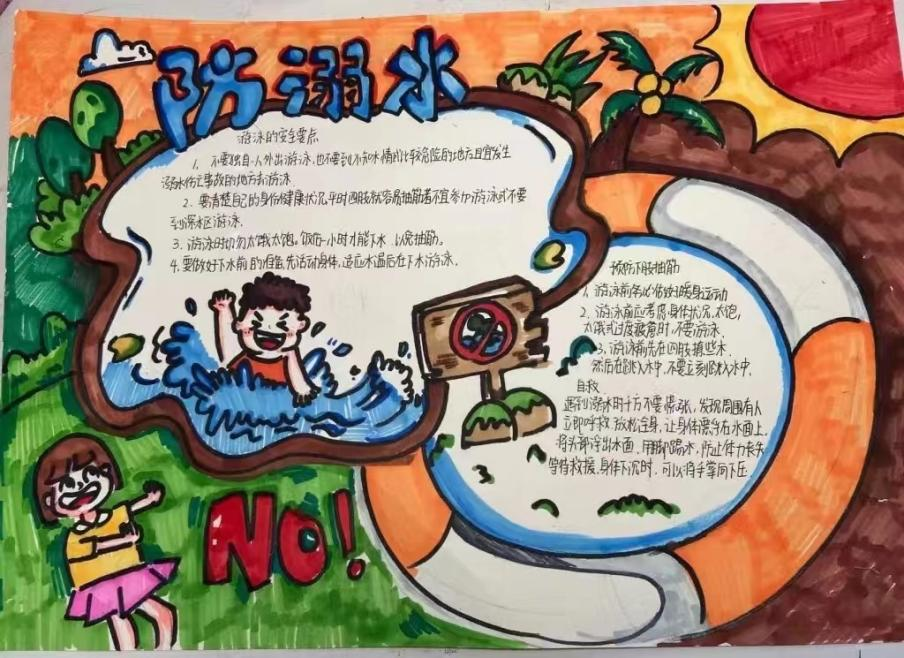 防溺水
游泳的安全要点
1、不要独自一人外出游泳,也不要到不知水情或比较危险的地方且宜发生
溺水伤亡事故的地方去游泳
2、要清楚自己的身份健康状况,平时四肢就容易抽筋者不宜参加游泳或不要
到深水区游泳.
3、游泳时切勿太饿太饱。饭后一小时才能下水,以免抽筋。
4.要做好下水前的准备,先活动身体,适应水温后在下水游泳.
预防下肢抽筋
1、游泳前务必做好暖身运动
2、游泳前应考虑身体状况,太饱,
太饿或过度疲惫时,不要游泳.
3、游泳前先在四肢撩些水.
然后在跳入水中.不要立刻跳入水中.
自救
遇到溺水时千万不要慌张,发现周围有人
立即呼救,放松全身,让身体漂浮在水面上.
将头部浮出水面.用脚踢水,防止体力丧失
等待救援.身体下沉时,可以将手掌向下压
NO!